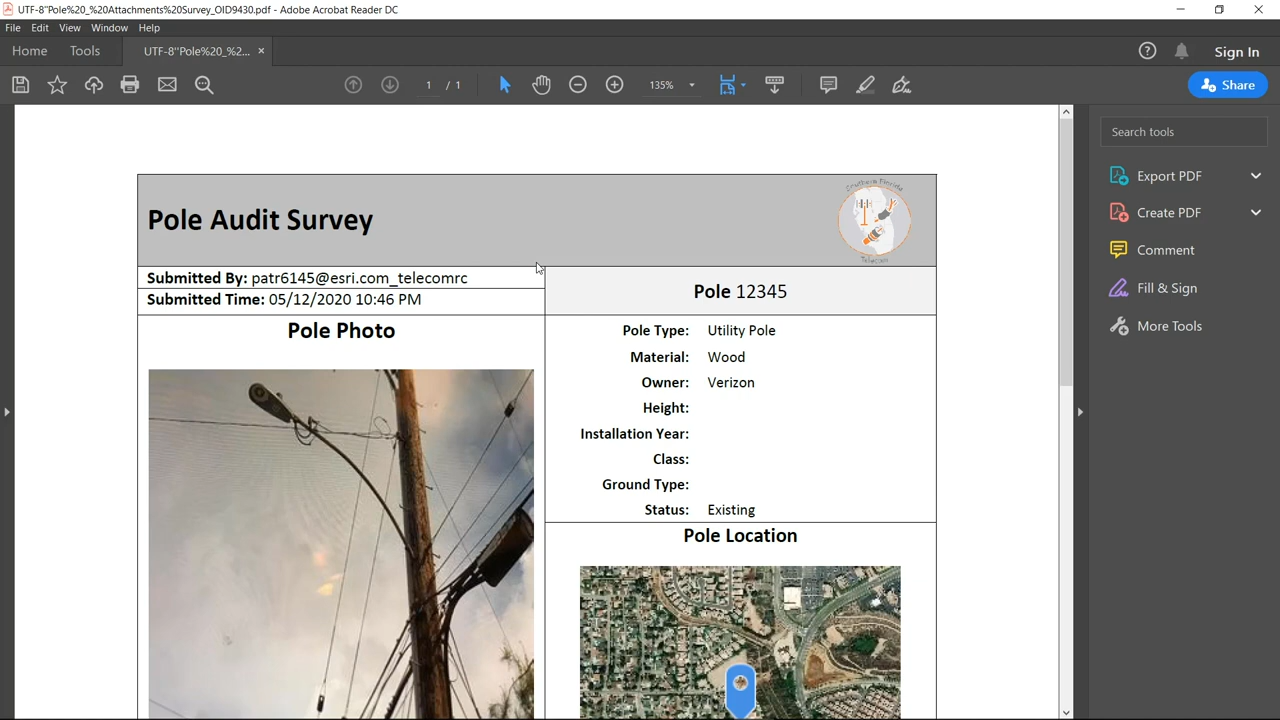 UTF-8''Pole%20_%20Attachments%20Survey_OID9430.pdf - Adobe Acrobat Reader DC
File Edit View Window Help
Home Tools UTF-8''Pole%20_%2... × Sign In
1 / 1 135% Share
Search tools
Export PDF
Create PDF
Comment
Fill & Sign
More Tools
Southern Florida
Telecom
Pole Audit Survey
Submitted By: patr6145@esri.com_telecomrc
Submitted Time: 05/12/2020 10:46 PM
Pole 12345
Pole Photo
Pole Type: Utility Pole
Material: Wood
Owner: Verizon
Height:
Installation Year:
Class:
Ground Type:
Status: Existing
Pole Location